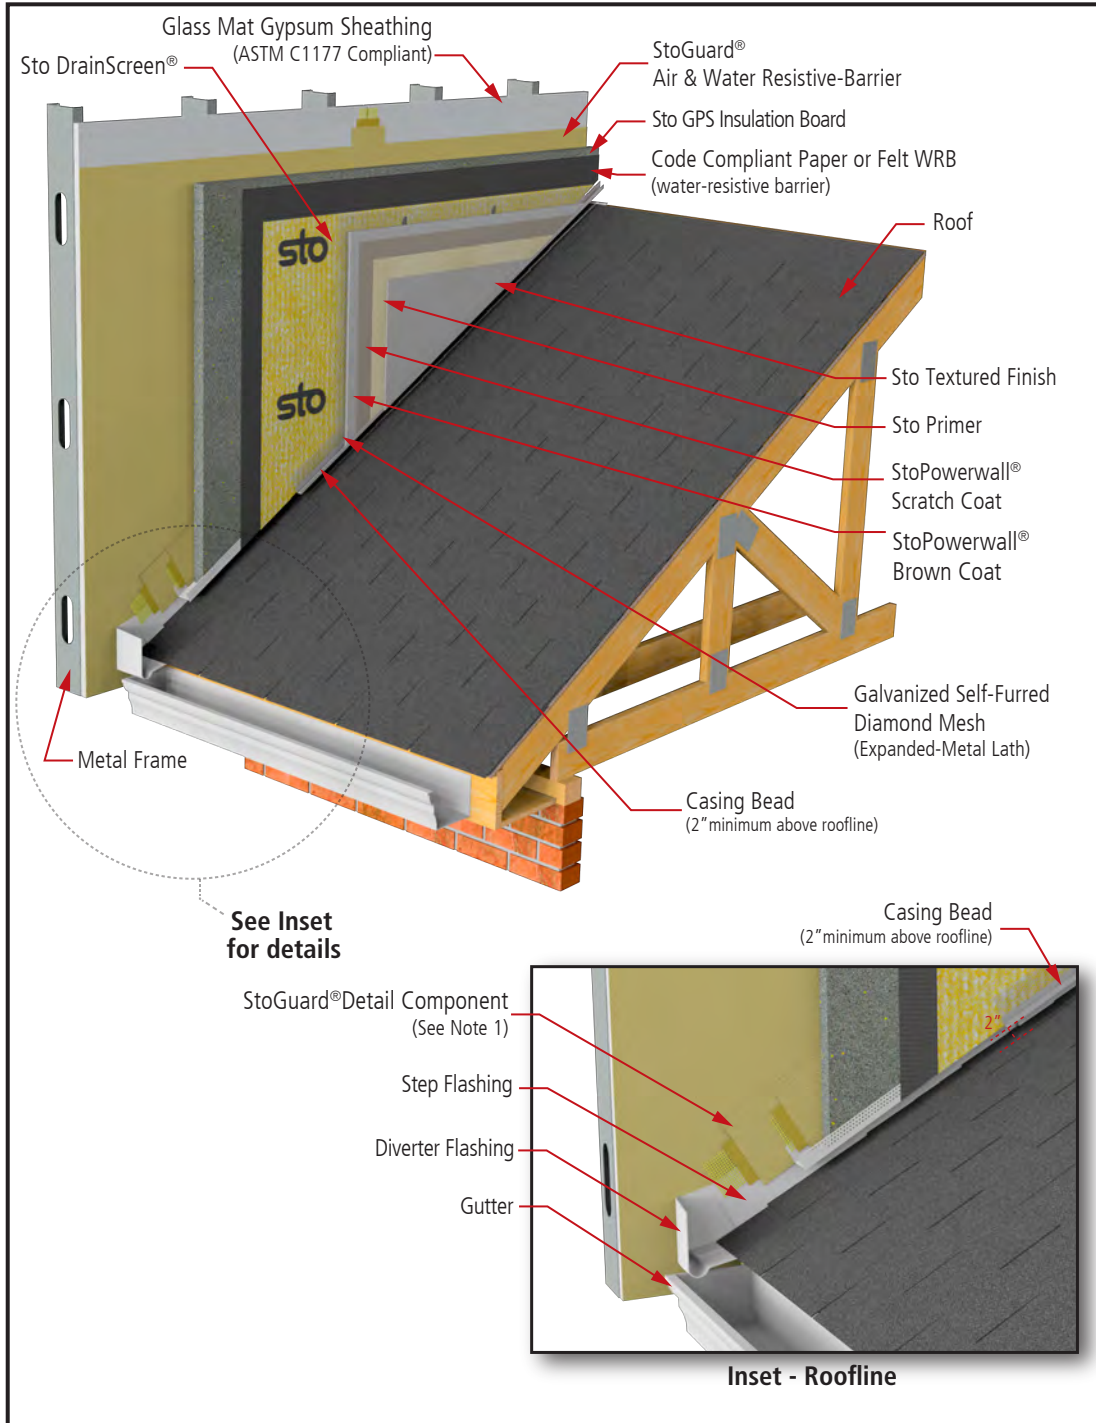 Glass Mat Gypsum Sheathing
(ASTM C1177 Compliant)
Sto DrainScreen®
StoGuard®
Air & Water Resistive-Barrier
Sto GPS Insulation Board
Code Compliant Paper or Felt WRB
(water-resistive barrier)
Roof
sto
sto
Sto Textured Finish
Sto Primer
StoPowerwall®
Scratch Coat
StoPowerwall®
Brown Coat
Galvanized Self-Furred
Diamond Mesh
(Expanded-Metal Lath)
Metal Frame
Casing Bead
(2"minimum above roofline)
See Inset
for details
Casing Bead
(2"minimum above roofline)
StoGuard®Detail Component
(See Note 1)
2"
Step Flashing
Diverter Flashing
Gutter
Inset - Roofline